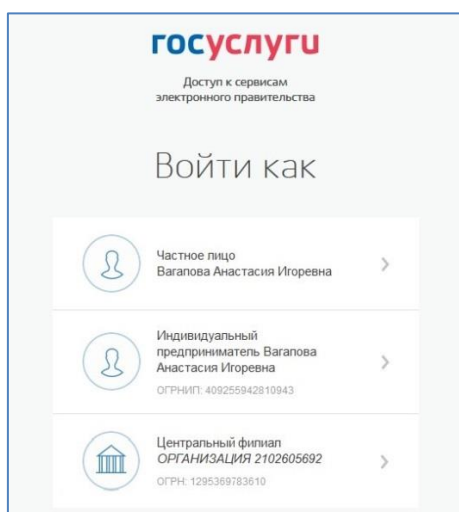 госуслуги
Доступ к сервисам
электронного правительства
Войти как
Частное лицо
Вагапова Анастасия Игоревна
Индивидуальный
предприниматель Вагапова
Анастасия Игоревна
ОГРНИП: 409255942810943
Центральный филиал
ОРГАНИЗАЦИЯ 2102605692
ОГРН: 1295369783610